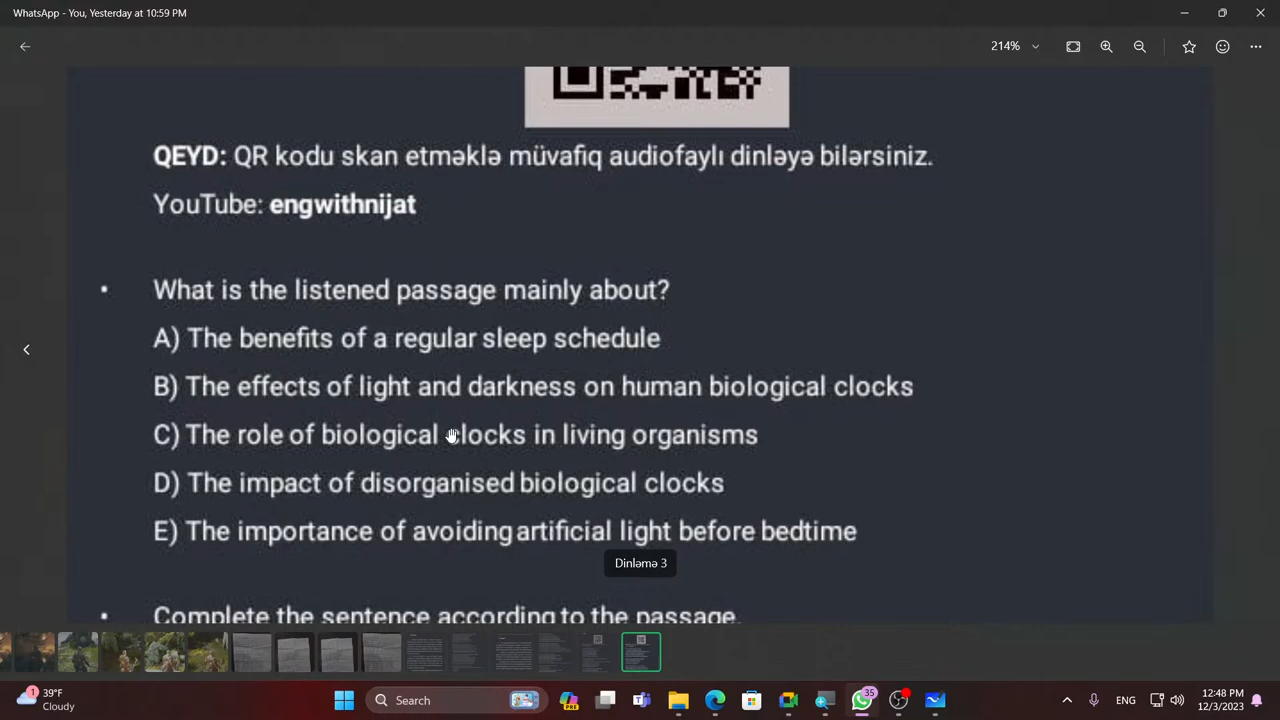 WhatsApp - You, Yesterday at 10:59 PM
214%
QEYD: QR kodu skan etməklə müvafiq audiofaylı dinləyə bilərsiniz.
YouTube: engwithnijat
• What is the listened passage mainly about?
A) The benefits of a regular sleep schedule
B) The effects of light and darkness on human biological clocks
C) The role of biological clocks in living organisms
D) The impact of disorganised biological clocks
E) The importance of avoiding artificial light before bedtime
Dinləmə 3
• Complete the sentence according to the passage.
1
39°F
Cloudy
Search
PRE
35
ENG
12:48 PM
12/3/2023